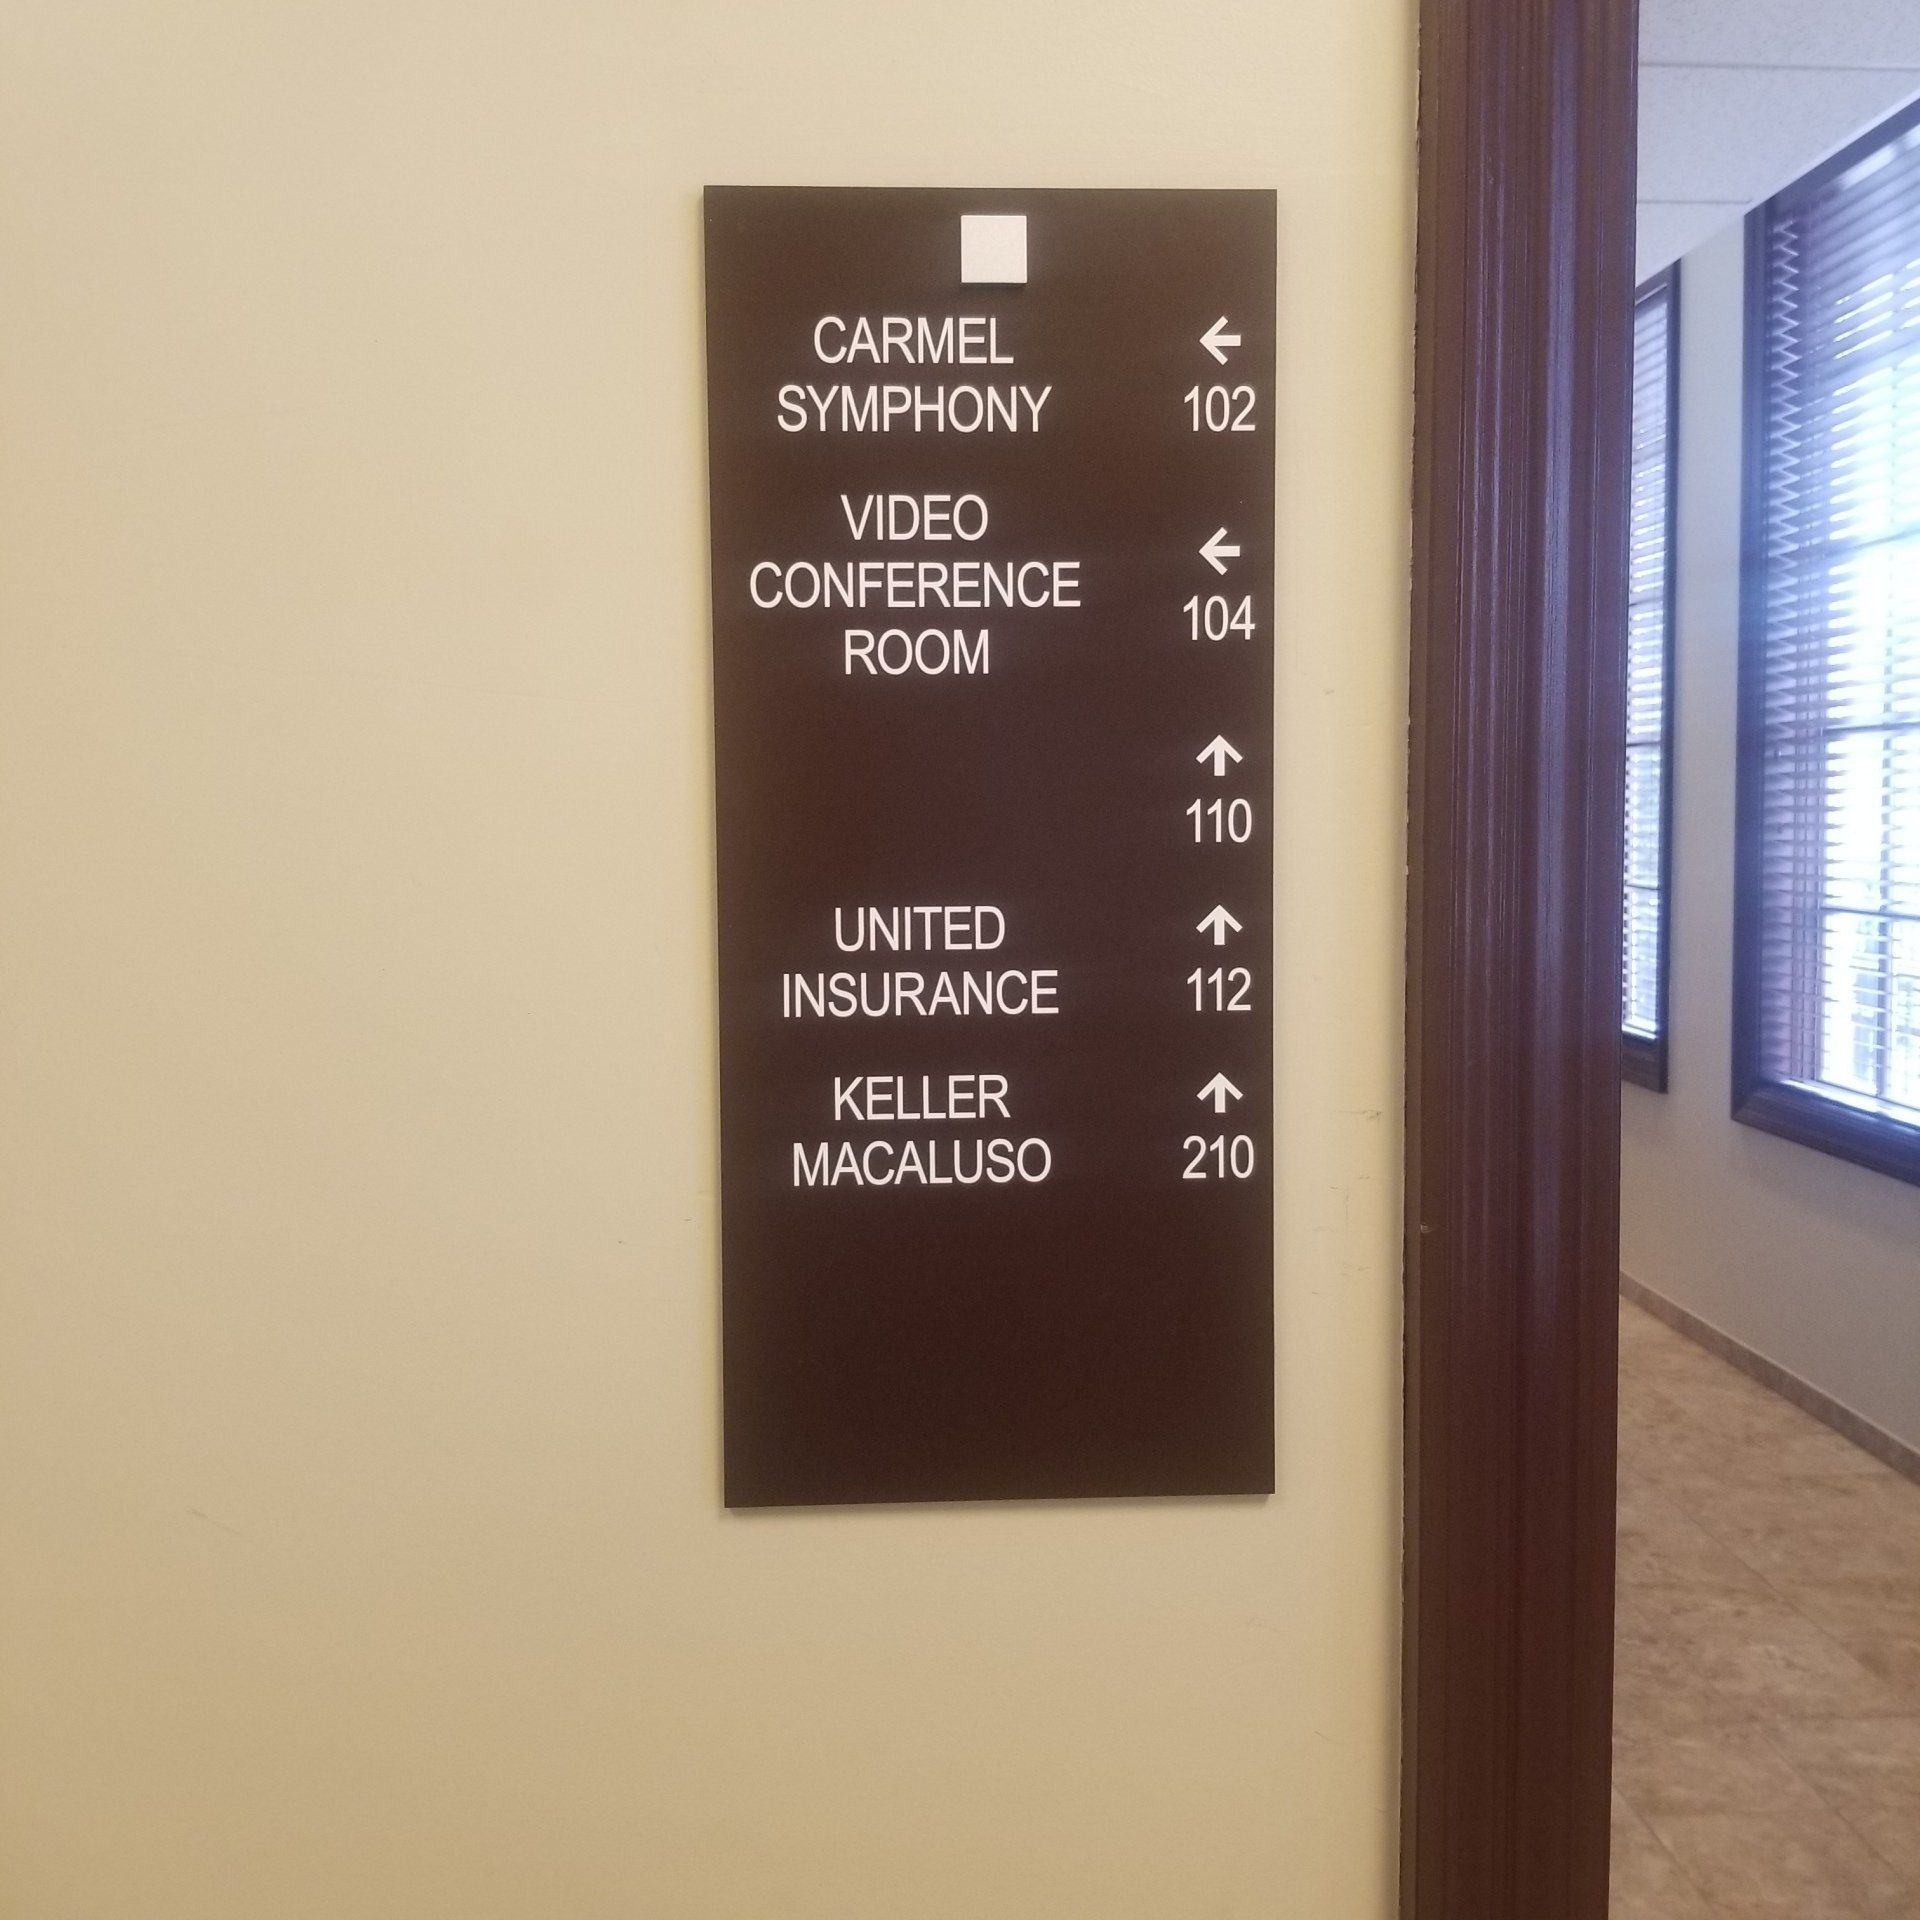 CARMEL ←
SYMPHONY 102
VIDEO
CONFERENCE ←
ROOM 104
↑
110
UNITED ↑
INSURANCE 112
KELLER ↑
MACALUSO 210